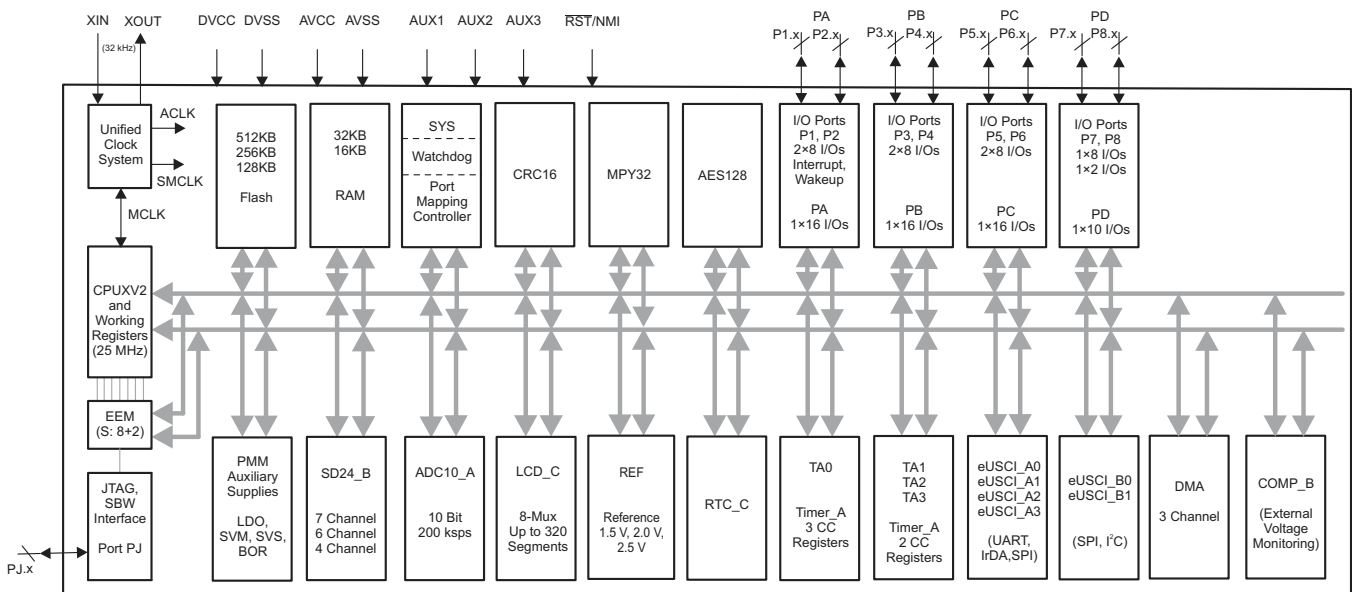 XIN
XOUT
(32 kHz)
DVCC
DVSS
AVCC
AVSS
AUX1
AUX2
AUX3
RST/NMI
PA
P1.x
P2.x
PB
P3.x
P4.x
PC
P5.x
P6.x
PD
P7.x
P8.x
Unified
Clock
System
ACLK
SMCLK
MCLK
512KB
256KB
128KB
Flash
32KB
16KB
RAM
SYS
Watchdog
Port
Mapping
Controller
CRC16
MPY32
AES128
I/O Ports
P1, P2
2×8 I/Os
Interrupt,
Wakeup
PA
1×16 I/Os
I/O Ports
P3, P4
2×8 I/Os
PB
1×16 I/Os
I/O Ports
P5, P6
2×8 I/Os
PC
1×16 I/Os
I/O Ports
P7, P8
1×8 I/Os
1×2 I/Os
PD
1×10 I/Os
CPUXV2
and
Working
Registers
(25 MHz)
EEM
(S: 8+2)
JTAG,
SBW
Interface
Port PJ
PJ.x
PMM
Auxiliary
Supplies
LDO,
SVM, SVS,
BOR
SD24_B
7 Channel
6 Channel
4 Channel
ADC10_A
10 Bit
200 ksps
LCD_C
8-Mux
Up to 320
Segments
REF
Reference
1.5 V, 2.0 V,
2.5 V
RTC_C
TA0
Timer_A
3 CC
Registers
TA1
TA2
TA3
Timer_A
2 CC
Registers
eUSCI_A0
eUSCI_A1
eUSCI_A2
eUSCI_A3
(UART,
IrDA,SPI)
eUSCI_B0
eUSCI_B1
(SPI, I²C)
DMA
3 Channel
COMP_B
(External
Voltage
Monitoring)